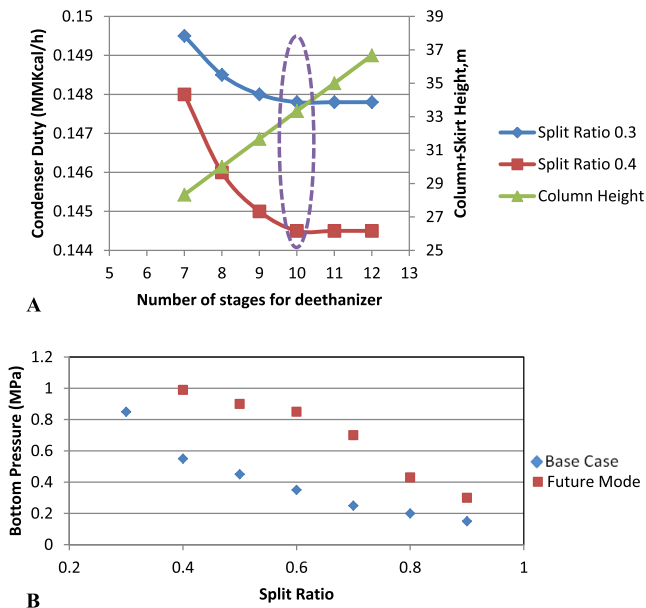 0.15
0.149
0.148
0.147
0.146
0.145
0.144
Condenser Duty (MMKcal/h)
39
37
35
33
31
29
27
25
Column+Skirt Height,m
5 6 7 8 9 10 11 12 13
Number of stages for deethanizer
Split Ratio 0.3
Split Ratio 0.4
Column Height
A
1.2
1
0.8
0.6
0.4
0.2
0
Bottom Pressure (MPa)
0.2 0.4 0.6 0.8 1
Split Ratio
Base Case
Future Mode
B